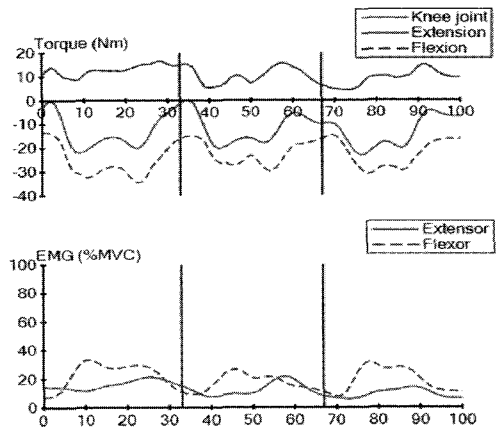 Knee joint
Extension
Flexion
Torque (Nm)
20
10
0
-10
-20
-30
-40
0 10 20 30 40 50 60 70 80 90 100
Extensor
Flexor
EMG (%MVC)
100
80
60
40
20
0
0 10 20 30 40 50 60 70 80 90 100